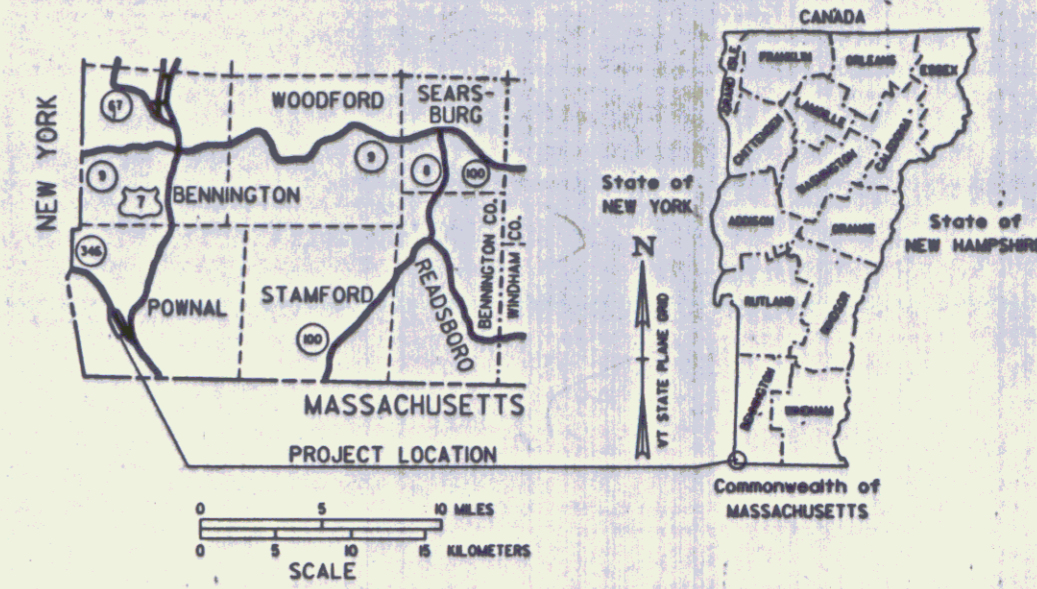 NEW YORK
67
9
7
BENNINGTON
346
POWNAL
WOODFORD
SEARS-
BURG
9
8
100
STAMFORD
100
READSBORO
BENNINGTON CO.
WINDHAM CO.
MASSACHUSETTS
PROJECT LOCATION
0 5 10 MILES
0 5 10 15 KILOMETERS
SCALE
N
VT STATE PLANE GRID
CANADA
GRAND ISLE
FRANKLIN
ORLEANS
ESSEX
CHITTENDEN
LAMOILLE
CALEDONIA
WASHINGTON
ADDISON
ORANGE
RUTLAND
WINDSOR
BENNINGTON
WINDHAM
State of
NEW YORK
State of
NEW HAMPSHIRE
Commonwealth of
MASSACHUSETTS